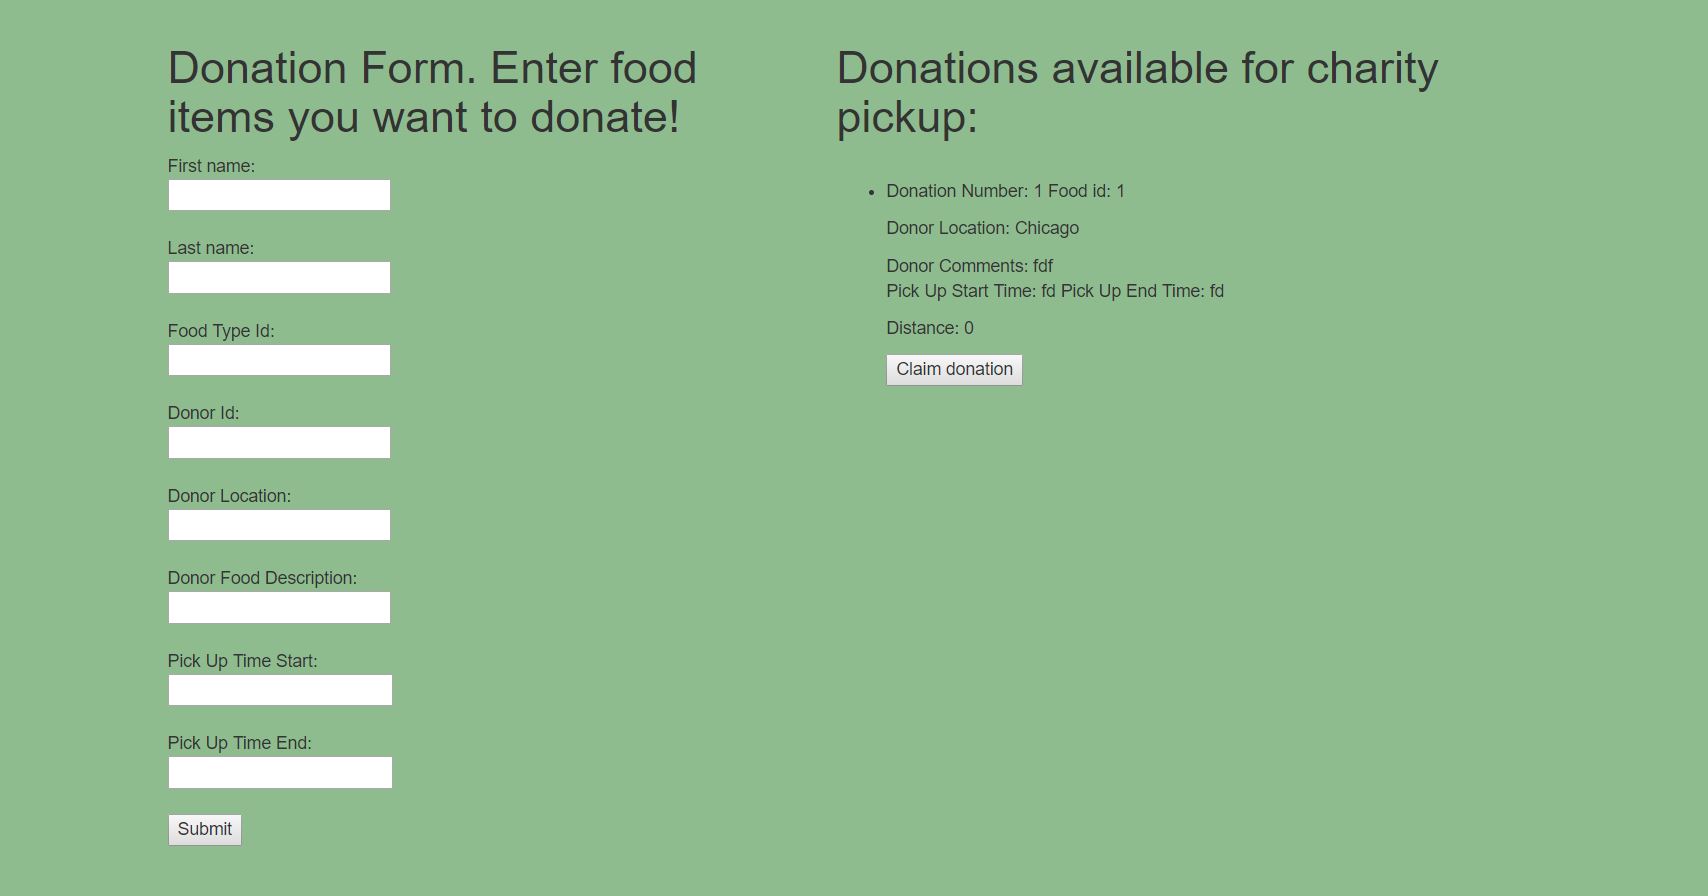 Donation Form. Enter food
items you want to donate!
First name:
Last name:
Food Type Id:
Donor Id:
Donor Location:
Donor Food Description:
Pick Up Time Start:
Pick Up Time End:
Submit
Donations available for charity
pickup:
Donation Number: 1 Food id: 1
Donor Location: Chicago
Donor Comments: fdf
Pick Up Start Time: fd Pick Up End Time: fd
Distance: 0
Claim donation